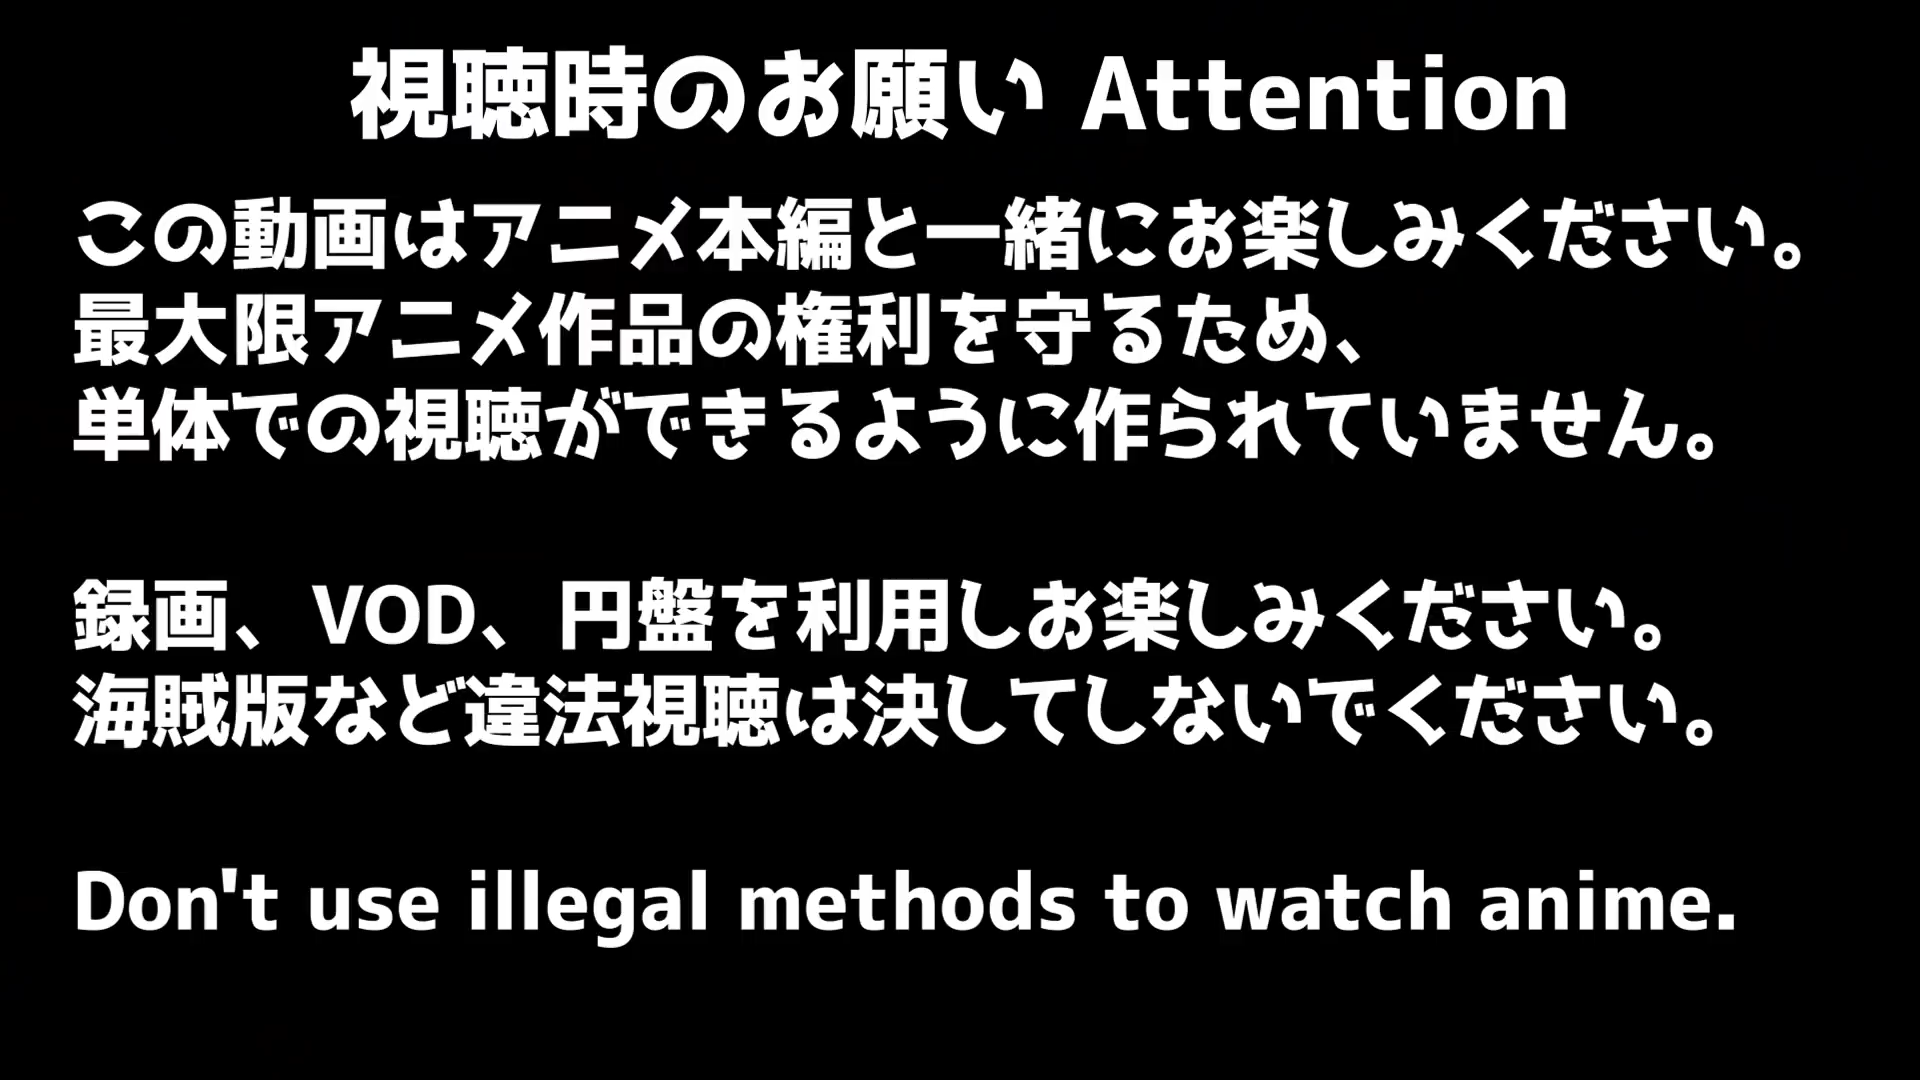 視聴時のお願い Attention
この動画はアニメ本編と一緒にお楽しみください。
最大限アニメ作品の権利を守るため、
単体での視聴ができるように作られていません。
録画、VOD、円盤を利用しお楽しみください。
海賊版など違法視聴は決してしないでください。
Don't use illegal methods to watch anime.